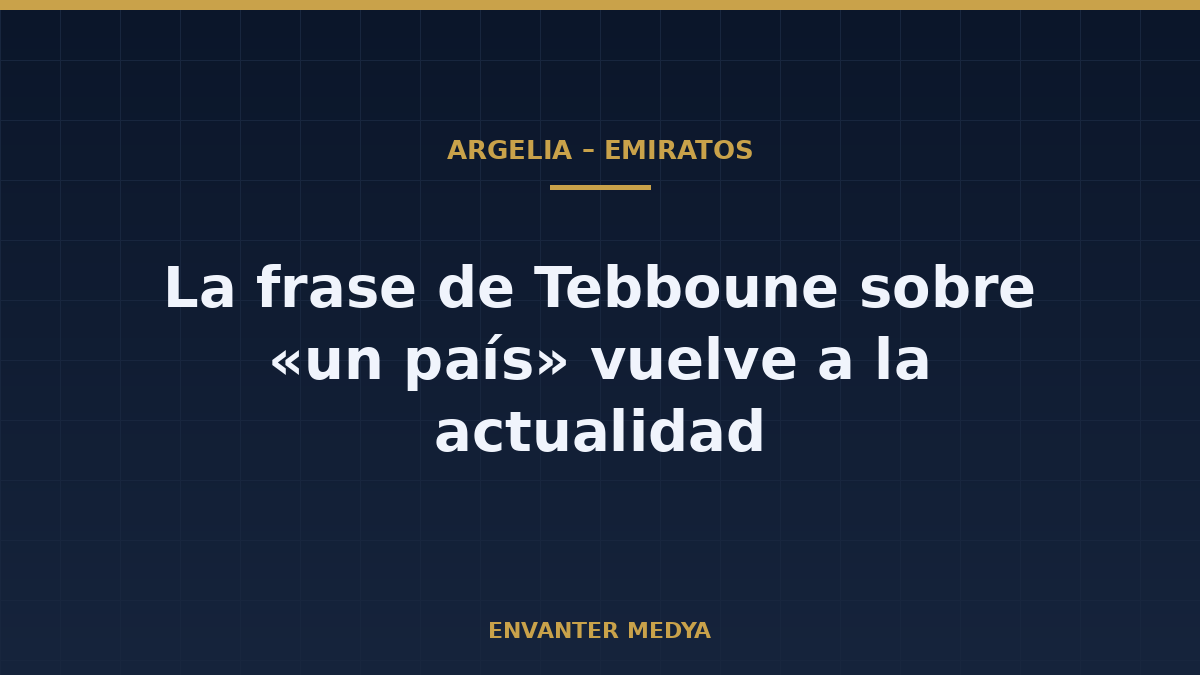 ARGELIA – EMIRATOS
La frase de Tebboune sobre
«un país» vuelve a la
actualidad
ENVANTER MEDYA